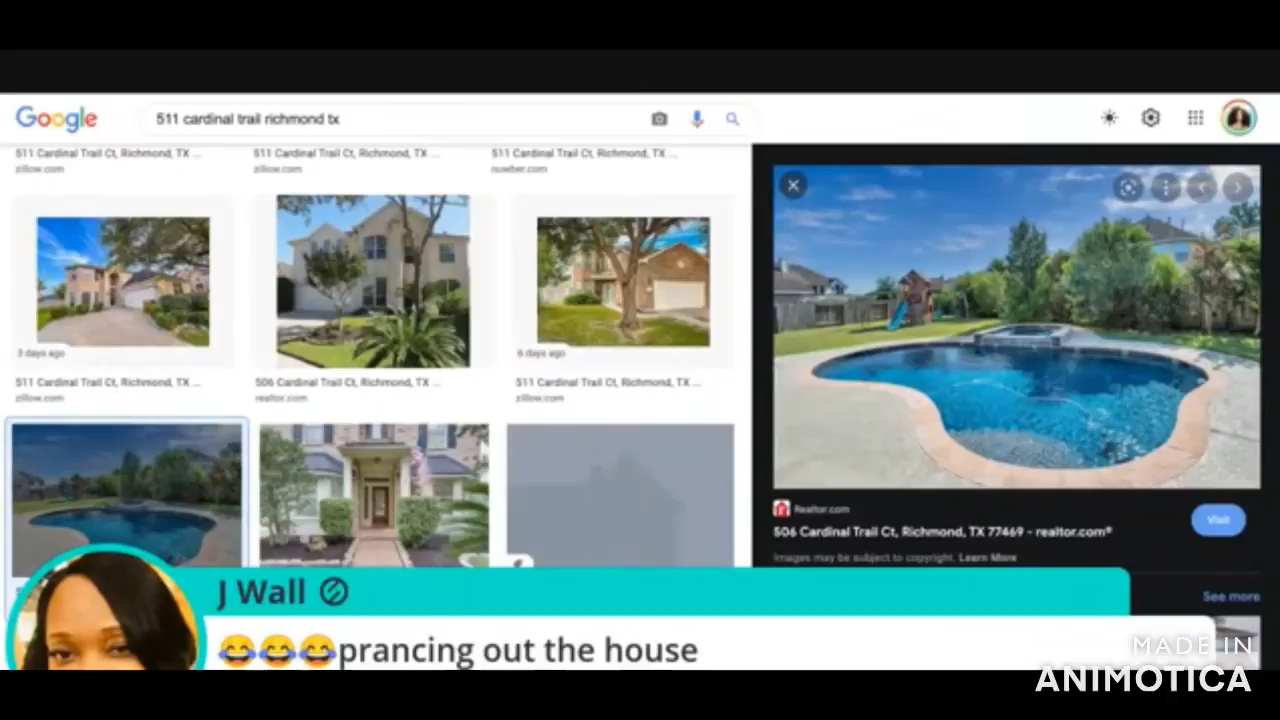 Google
511 cardinal trail richmond tx
511 Cardinal Trail Ct, Richmond, TX ...
511 Cardinal Trail Ct, Richmond, TX ...
511 Cardinal Trail Ct, Richmond, TX ...
zillow.com
zillow.com
number.com
3 days ago
6 days ago
511 Cardinal Trail Ct, Richmond, TX ...
506 Cardinal Trail Ct, Richmond, TX ...
511 Cardinal Trail Ct, Richmond, TX ...
zillow.com
realtor.com
zillow.com
Realtor.com
506 Cardinal Trail Ct, Richmond, TX 77469 - realtor.com®
Visit
Images may be subject to copyright. Learn More
See more
J Wall
😂😂😂prancing out the house
MADE IN
ANIMOTICA